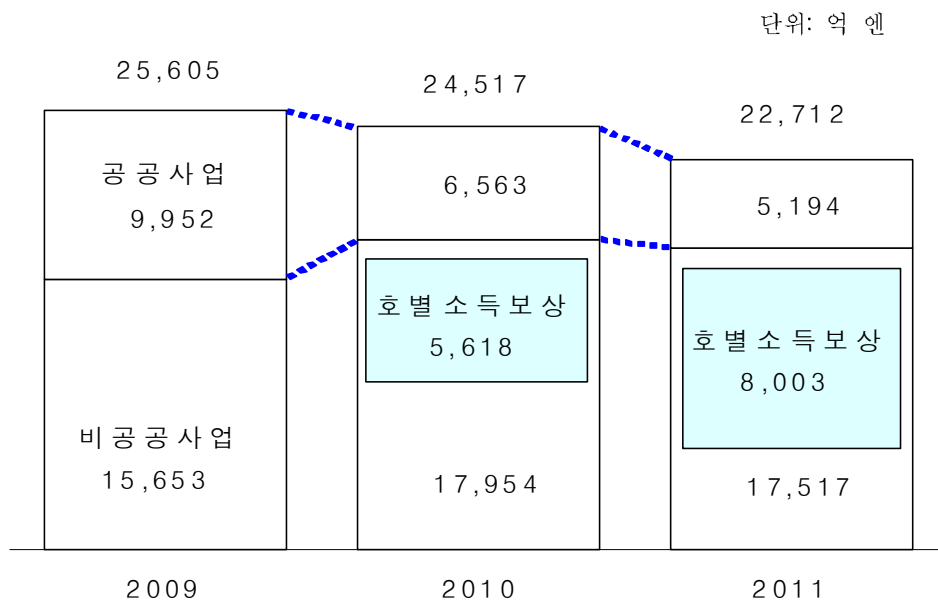 단위: 억 엔
25,605
공공사업
9,952
비공공사업
15,653
2009
24,517
6,563
호별소득보상
5,618
17,954
2010
22,712
5,194
호별소득보상
8,003
17,517
2011